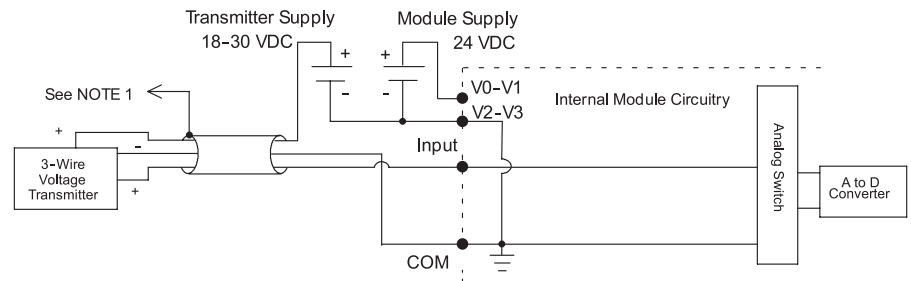 Transmitter Supply
18–30 VDC
Module Supply
24 VDC
+
-
+
-
See NOTE 1
V0–V1
V2–V3
Internal Module Circuitry
+
-
+
3–Wire
Voltage
Transmitter
Input
COM
Analog Switch
A to D
Converter